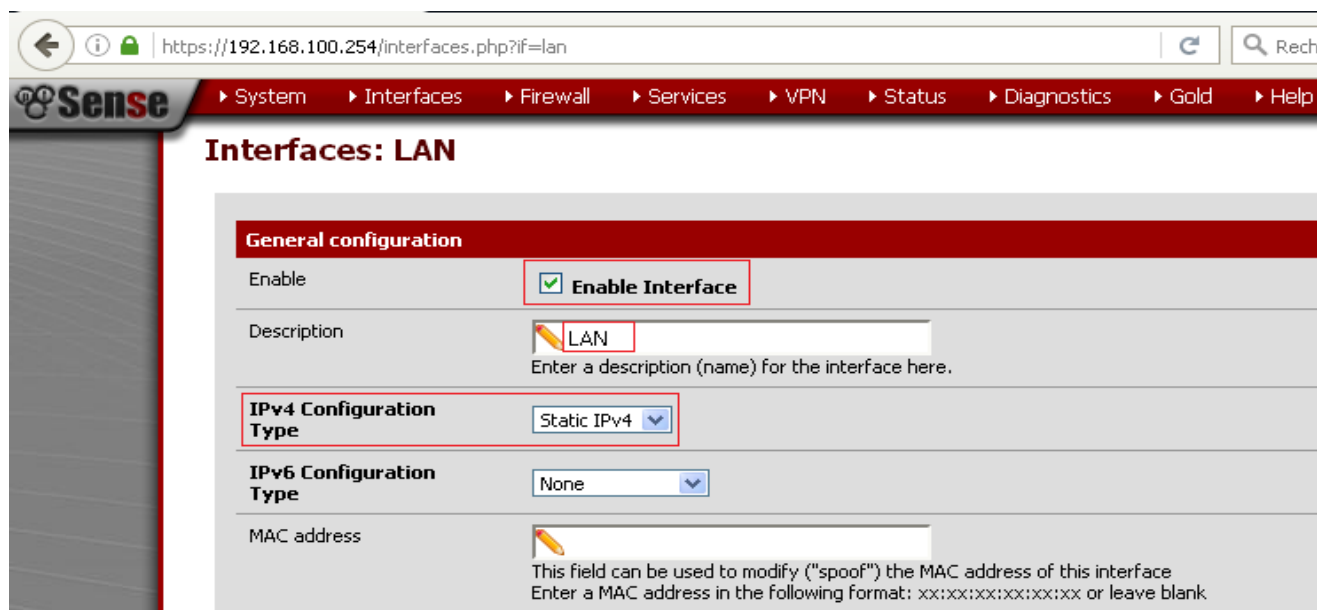 https://192.168.100.254/interfaces.php?if=lan
Rech
Sense System Interfaces Firewall Services VPN Status Diagnostics Gold Help
Interfaces: LAN
General configuration
Enable Enable Interface
Description LAN
Enter a description (name) for the interface here.
IPv4 Configuration
Type
Static IPv4
IPv6 Configuration
Type
None
MAC address
This field can be used to modify ("spoof") the MAC address of this interface
Enter a MAC address in the following format: xx:xx:xx:xx:xx:xx or leave blank